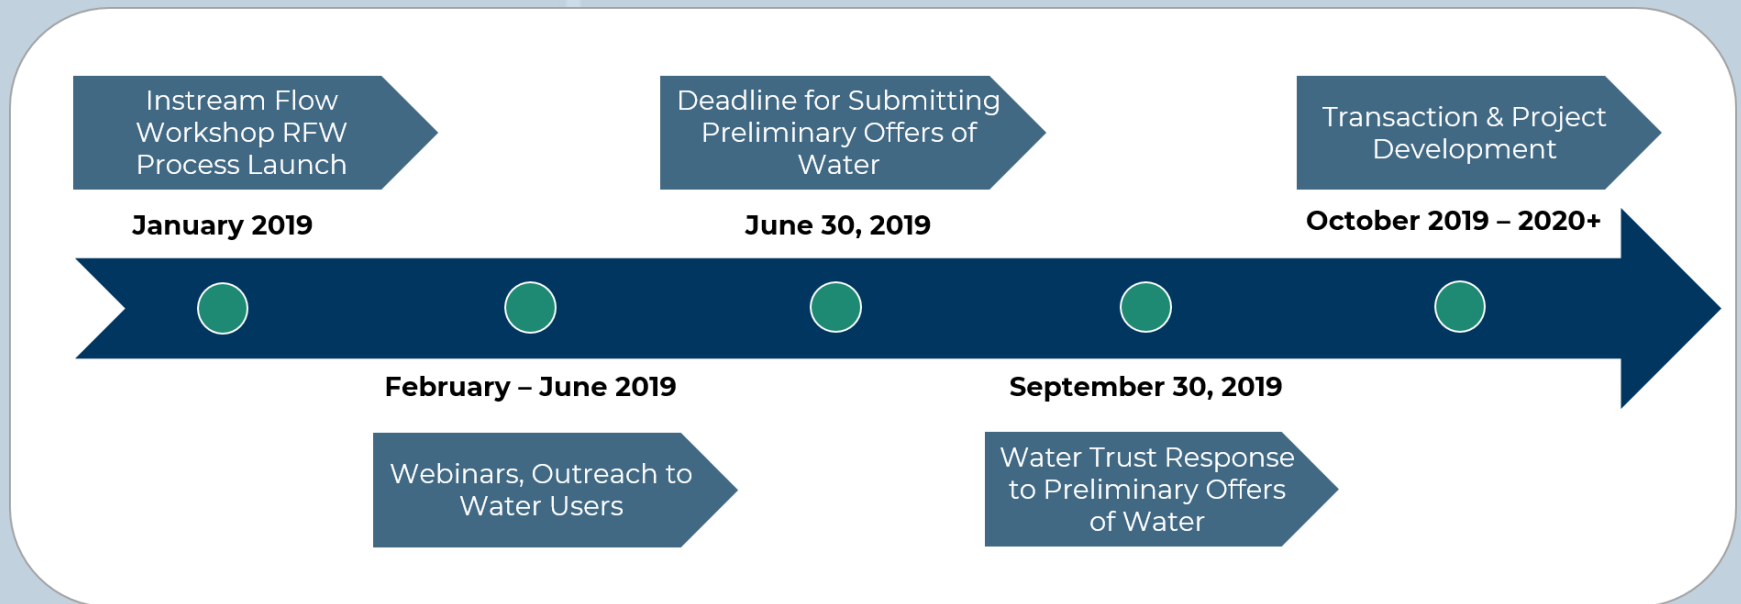 Instream Flow
Workshop RFW
Process Launch
January 2019
February – June 2019
Webinars, Outreach to
Water Users
Deadline for Submitting
Preliminary Offers of
Water
June 30, 2019
September 30, 2019
Water Trust Response
to Preliminary Offers
of Water
Transaction & Project
Development
October 2019 – 2020+